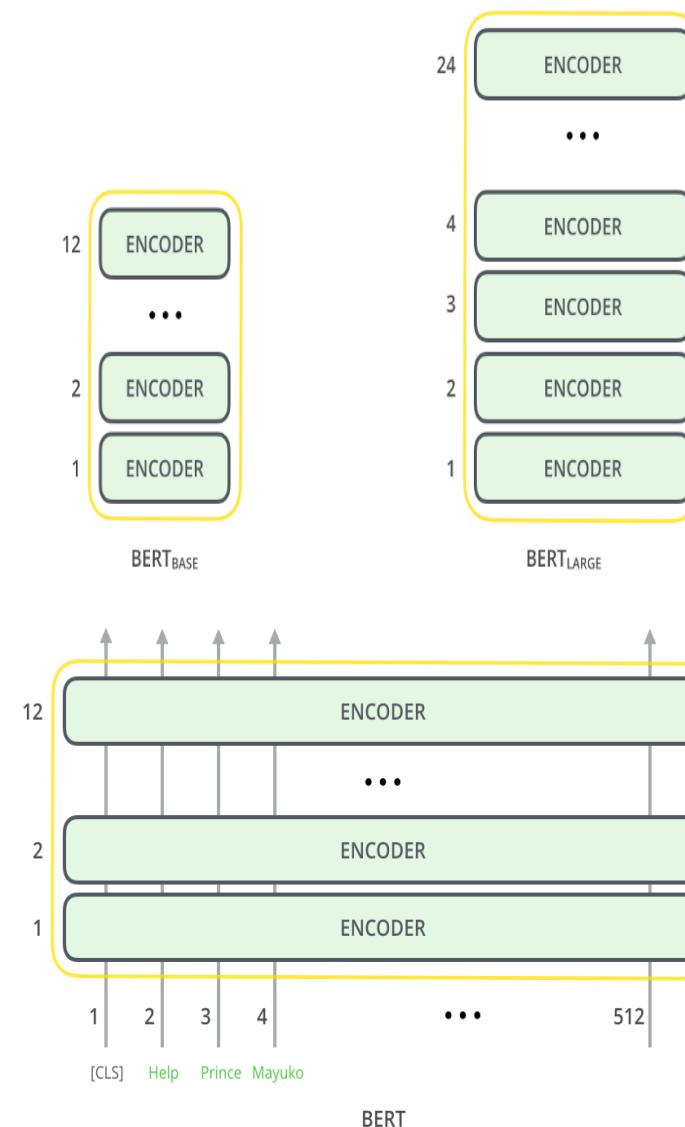 24 ENCODER
...
4 ENCODER
12 ENCODER
3 ENCODER
...
2 ENCODER
2 ENCODER
1 ENCODER
1 ENCODER
BERTBASE
BERTLARGE
12 ENCODER
...
2 ENCODER
1 ENCODER
1 2 3 4 ... 512
[CLS] Help Prince Mayuko
BERT